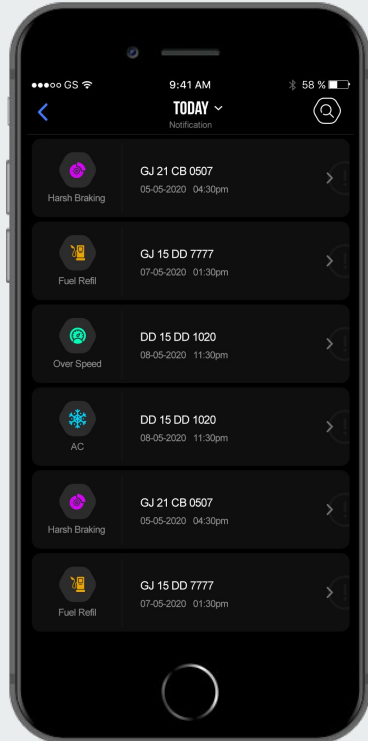 GS
9:41 AM
58 %
TODAY
Notification
GJ 21 CB 0507
05-05-2020 04:30pm
Harsh Braking
GJ 15 DD 7777
07-05-2020 01:30pm
Fuel Refil
DD 15 DD 1020
08-05-2020 11:30pm
Over Speed
DD 15 DD 1020
08-05-2020 11:30pm
AC
GJ 21 CB 0507
05-05-2020 04:30pm
Harsh Braking
GJ 15 DD 7777
07-05-2020 01:30pm
Fuel Refil